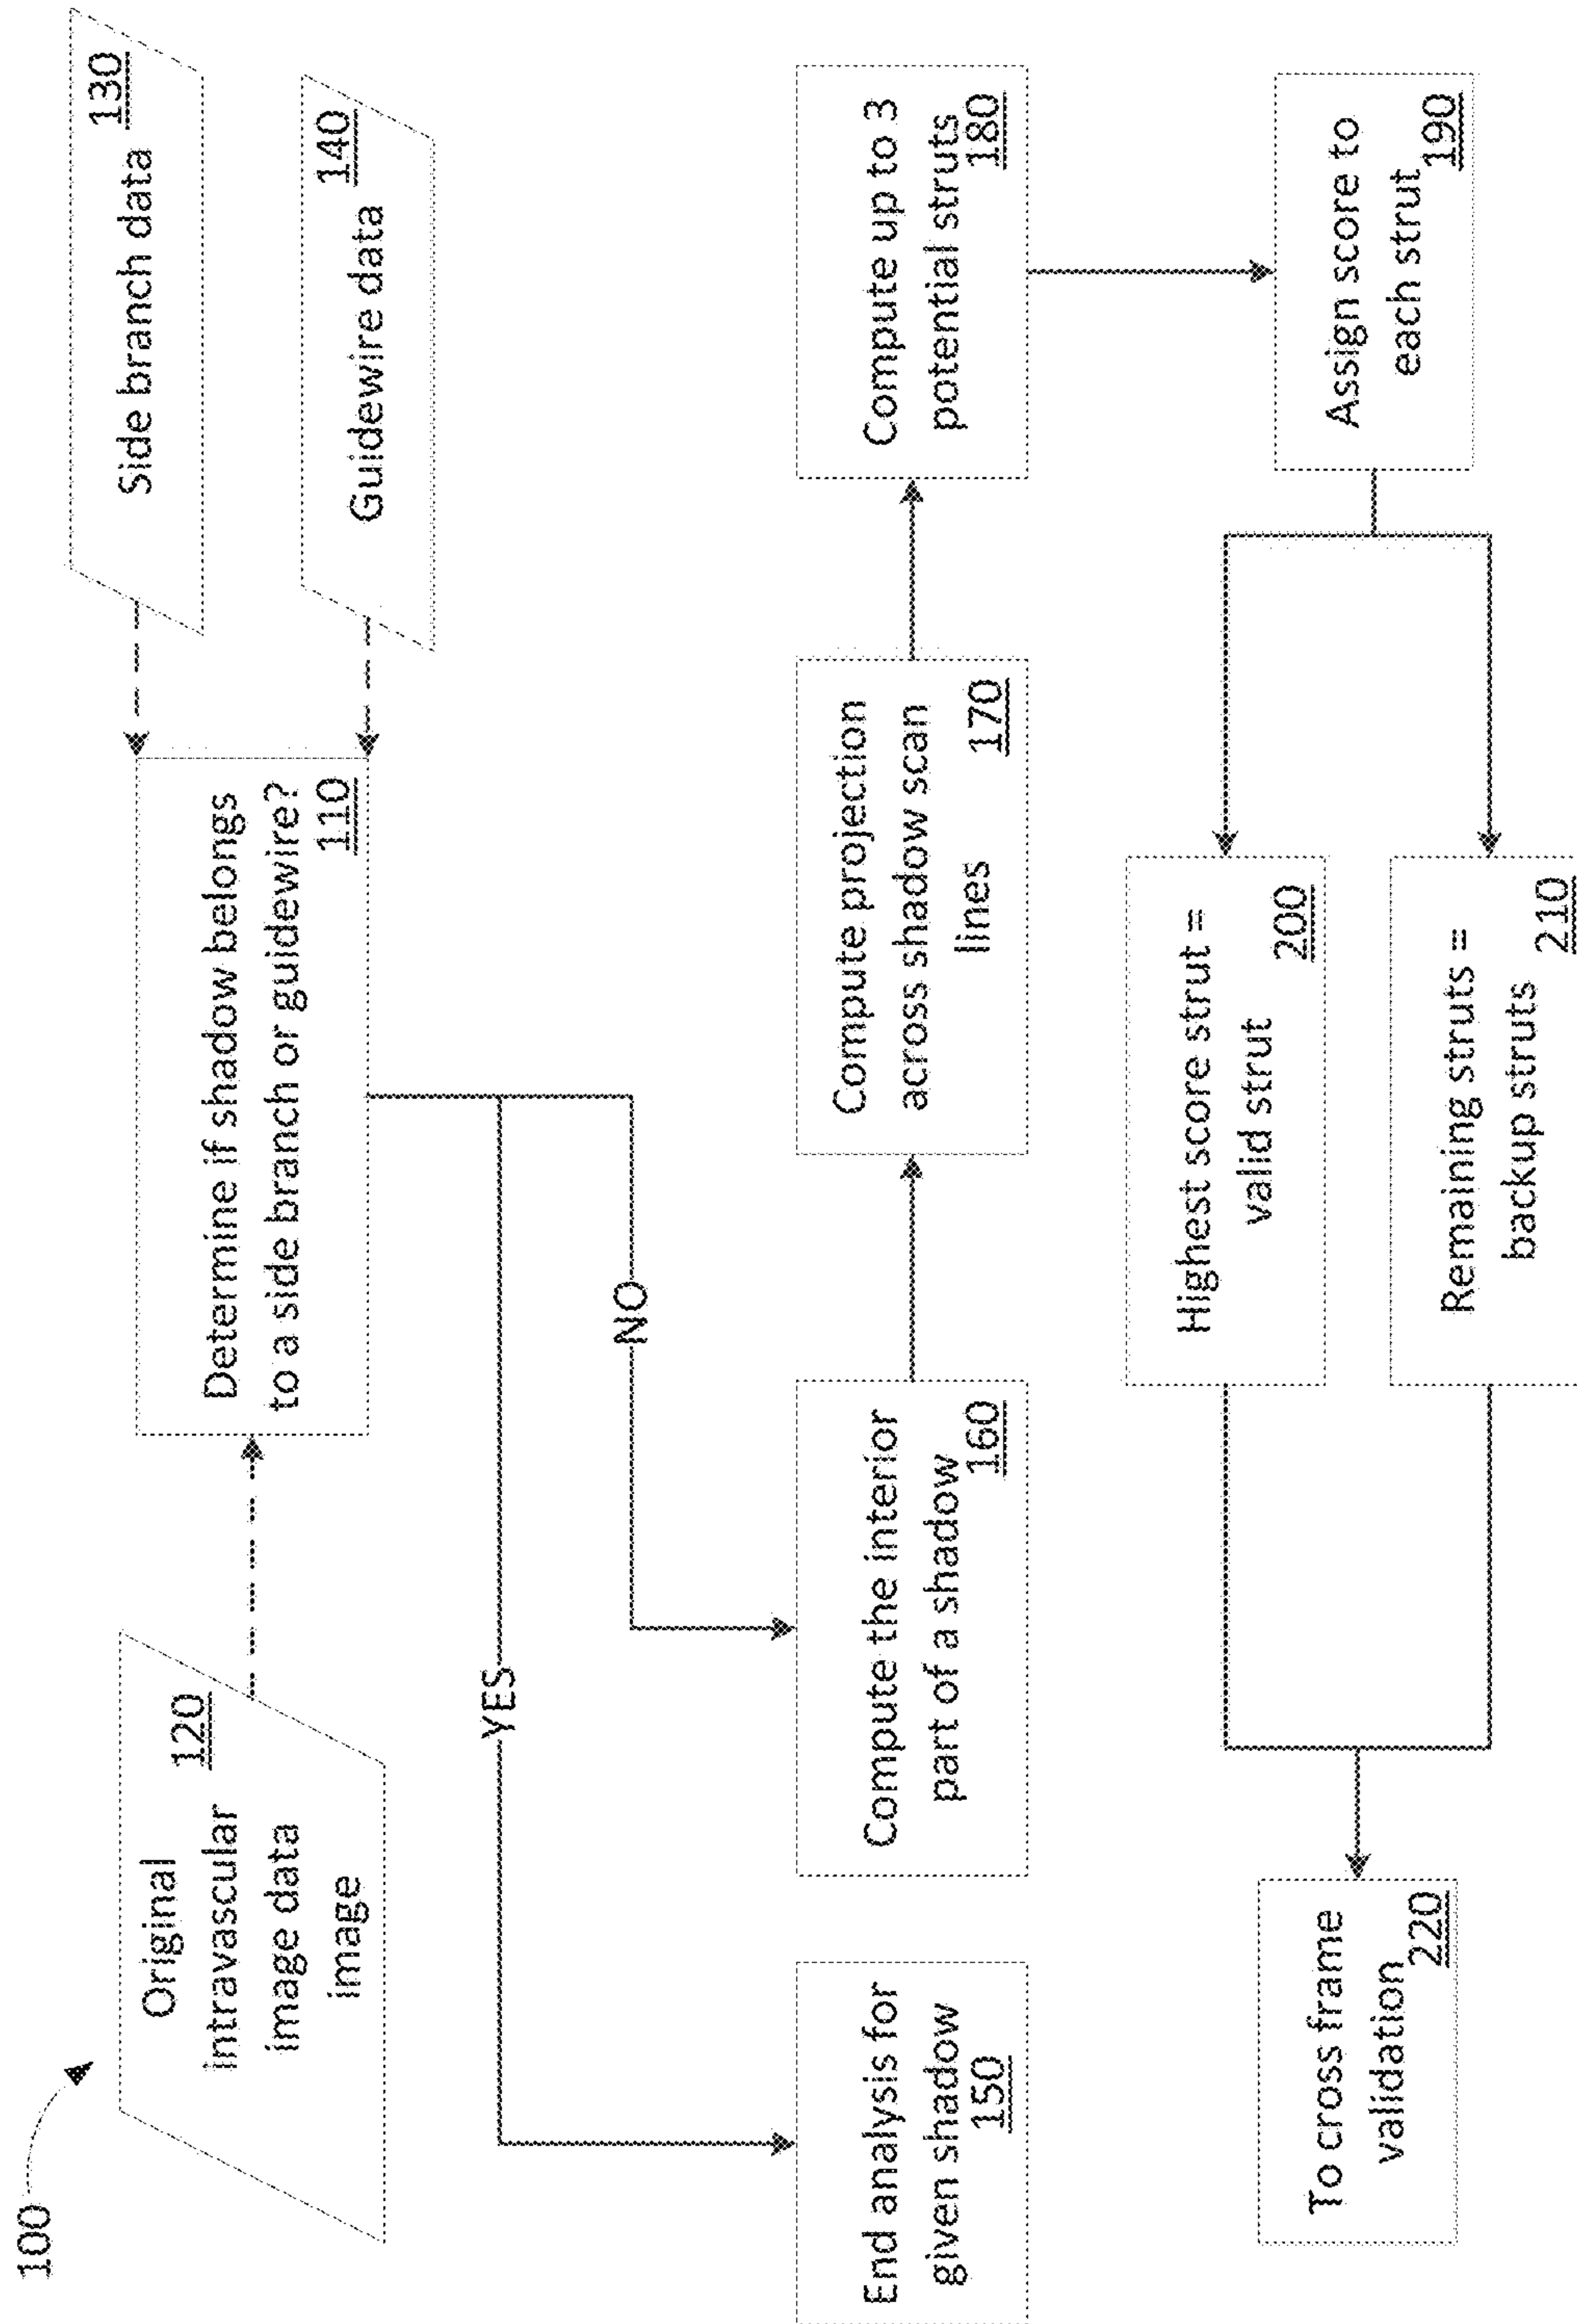 100
Original
intravascular
image data
image
120
Determine if shadow belongs
to a side branch or guidewire?
110
Side branch data
130
Guidewire data
140
YES
NO
End analysis for
given shadow
150
Compute the interior
part of a shadow
160
Compute projection
across shadow scan
lines
170
Compute up to 3
potential struts
180
Assign score to
each strut
190
Highest score strut =
valid strut
200
Remaining struts =
backup struts
210
To cross frame
validation
220